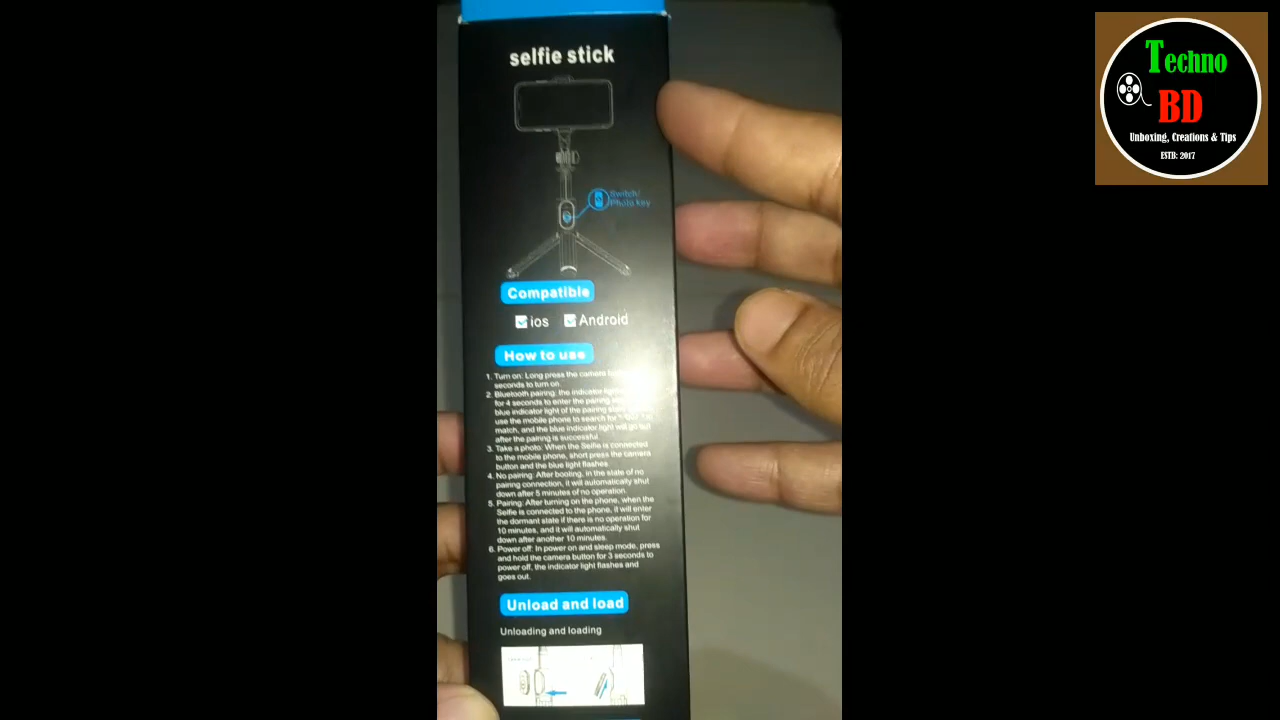 selfie stick
Switch/
Photo key
Compatible
ios Android
How to use
1. Turn on: Long press the camera
seconds to turn on.
2. Bluetooth pairing: the indicator
for 4 seconds to enter the pairing
blue indicator light of the pairing
use the mobile phone to search for
match, and the blue indicator light will go out
after the pairing is successful.
3. Take a photo: When the Selfie is connected
to the mobile phone, short press the camera
button and the blue light flashes
4. No pairing: After booting, in the state of no
pairing connection, it will automatically shut
down after 5 minutes of no operation.
5. Pairing: After turning on the phone, when the
Selfie is connected to the phone, it will enter
the dormant state if there is no operation for
10 minutes, and it will automatically shut
down after another 10 minutes.
6. Power off: In power on and sleep mode, press
and hold the camera button for 3 seconds to
power off, the indicator light flashes and
goes out.
Unload and load
Unloading and loading
Techno
BD
Unboxing, Creations & Tips
ESTB: 2017